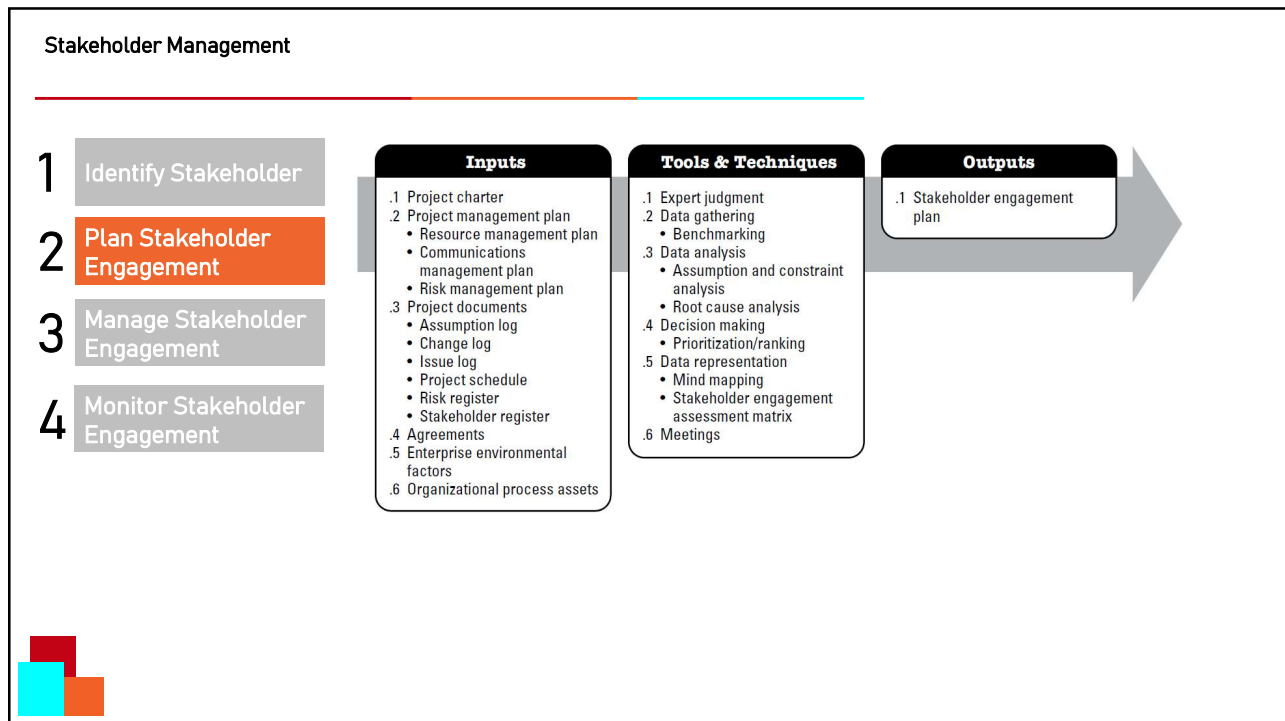 Stakeholder Management
1
Identify Stakeholder
2
Plan Stakeholder
Engagement
3
Manage Stakeholder
Engagement
4
Monitor Stakeholder
Engagement
Inputs
.1 Project charter
.2 Project management plan
• Resource management plan
• Communications
management plan
• Risk management plan
.3 Project documents
• Assumption log
• Change log
• Issue log
• Project schedule
• Risk register
• Stakeholder register
.4 Agreements
.5 Enterprise environmental
factors
.6 Organizational process assets
Tools & Techniques
.1 Expert judgment
.2 Data gathering
• Benchmarking
.3 Data analysis
• Assumption and constraint
analysis
• Root cause analysis
.4 Decision making
• Prioritization/ranking
.5 Data representation
• Mind mapping
• Stakeholder engagement
assessment matrix
.6 Meetings
Outputs
.1 Stakeholder engagement
plan